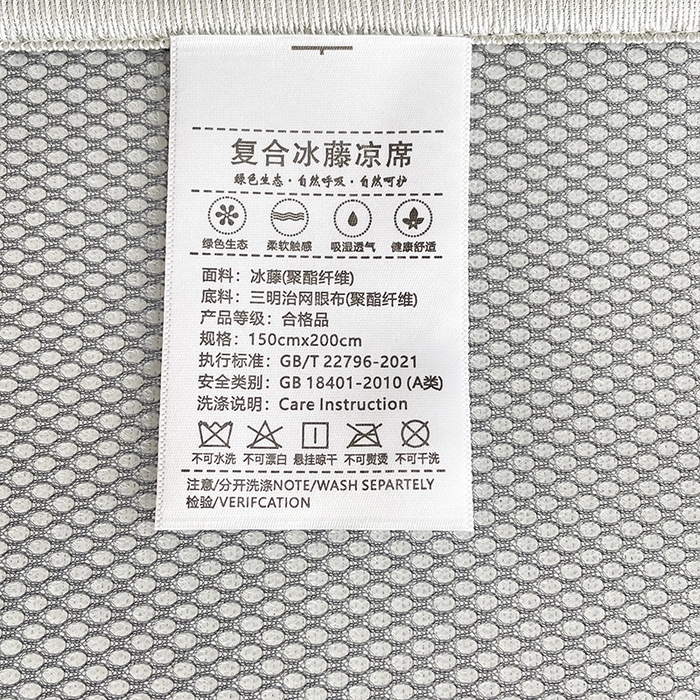 复合冰藤凉席
绿色生态·自然呼吸·自然呵护
绿色生态 柔软触感 吸湿透气 健康舒适
面料：冰藤(聚酯纤维)
底料：三明治网眼布(聚酯纤维)
产品等级：合格品
规格：150cmx200cm
执行标准：GB/T 22796-2021
安全类别：GB 18401-2010 (A类)
洗涤说明：Care Instruction
不可水洗 不可漂白 悬挂晾干 不可熨烫 不可干洗
注意/分开洗涤NOTE/WASH SEPARTELY
检验/VERIFCATION